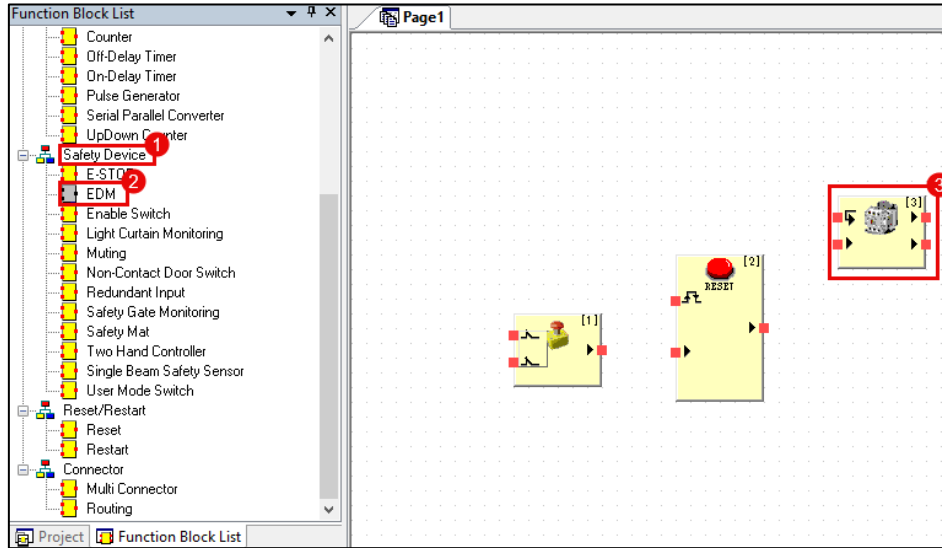 Function Block List
Page1
Counter
Off-Delay Timer
On-Delay Timer
Pulse Generator
Serial Parallel Converter
UpDown Counter
Safety Device
1
E-STOP
2
EDM
Enable Switch
Light Curtain Monitoring
Muting
Non-Contact Door Switch
Redundant Input
Safety Gate Monitoring
Safety Mat
Two Hand Controller
Single Beam Safety Sensor
User Mode Switch
Reset/Restart
Reset
Restart
Connector
Multi Connector
Routing
Project
Function Block List
[1]
[2]
RESET
3
[3]